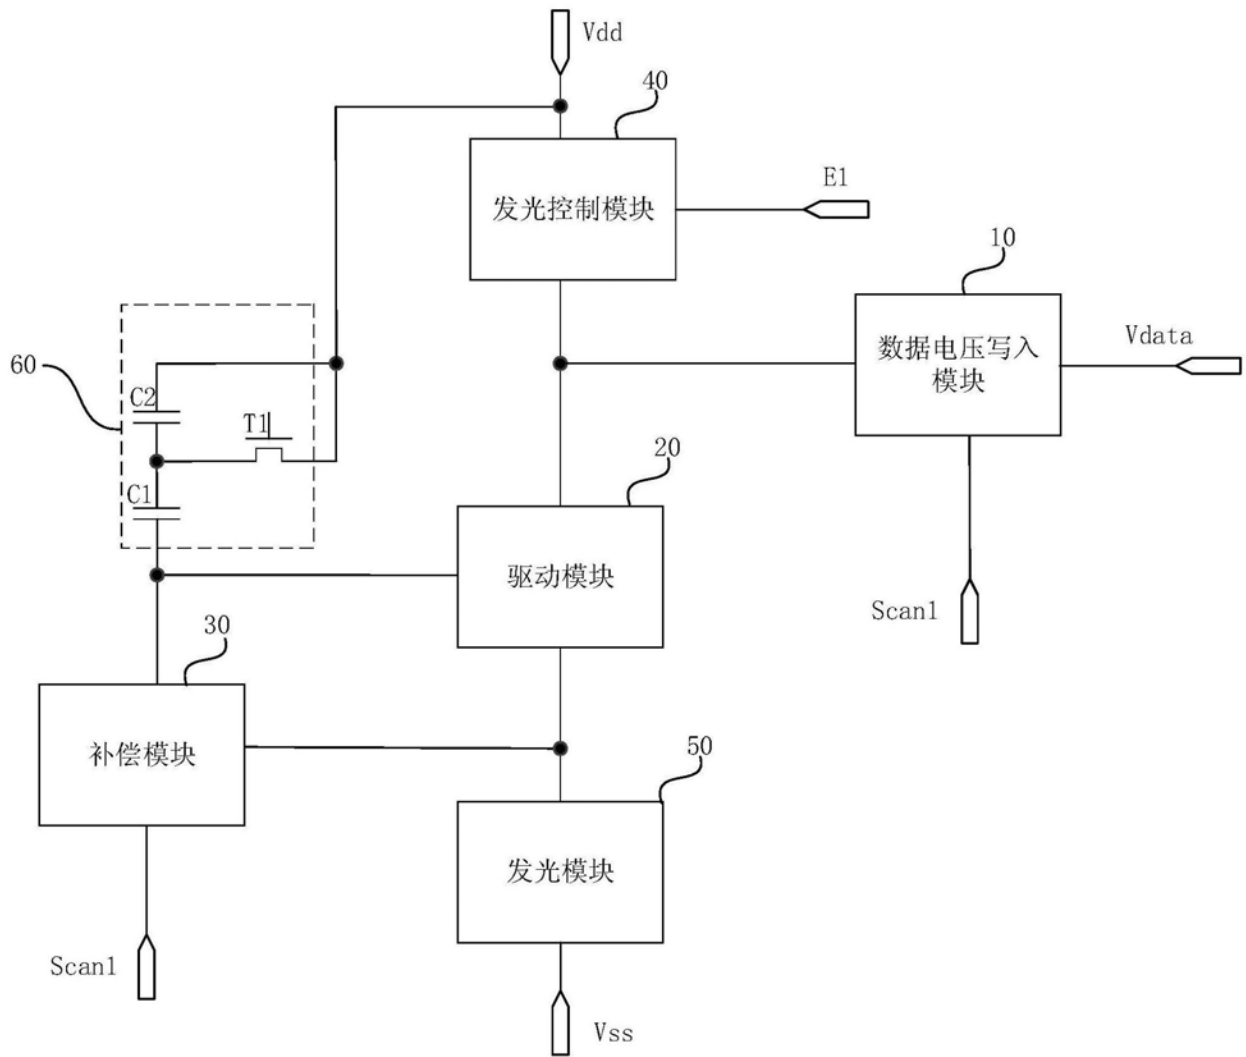 Vdd
40
E1
发光控制模块
10
数据电压写入
模块
Vdata
60
C2
T1
C1
20
驱动模块
Scan1
30
补偿模块
50
发光模块
Scan1
Vss